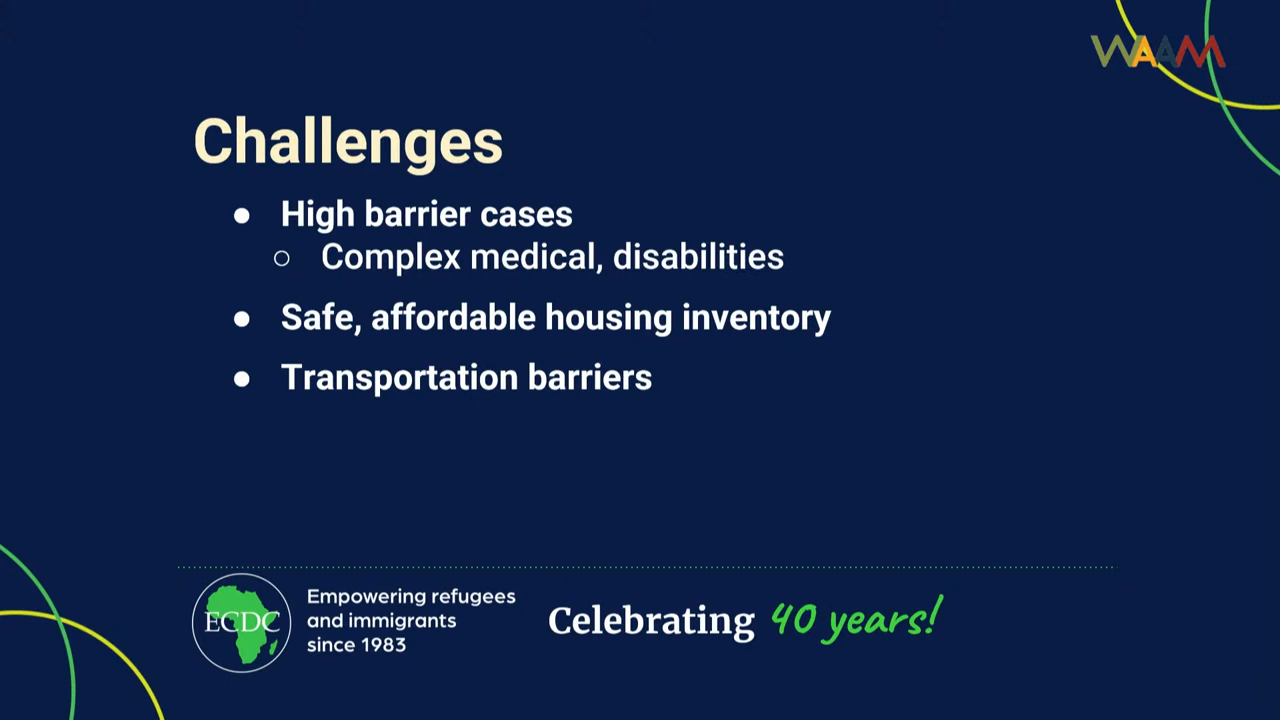 WAAM
Challenges
● High barrier cases
○ Complex medical, disabilities
● Safe, affordable housing inventory
● Transportation barriers
ECDC
Empowering refugees
and immigrants
since 1983
Celebrating 40 years!